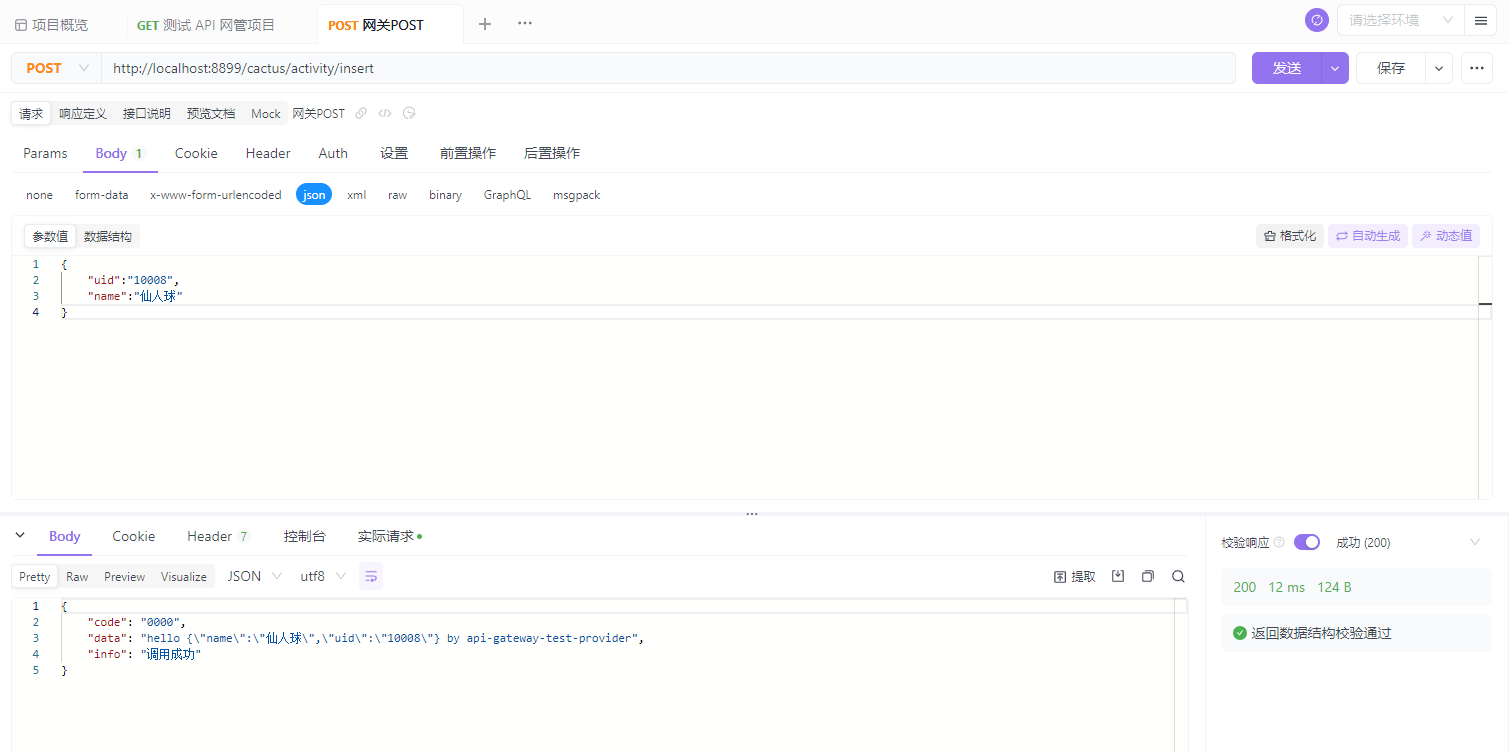 项目概览 GET 测试 API 网管项目 POST 网关POST 请选择环境
POST http://localhost:8899/cactus/activity/insert 发送 保存
请求 响应定义 接口说明 预览文档 Mock 网关POST
Params Body 1 Cookie Header Auth 设置 前置操作 后置操作
none form-data x-www-form-urlencoded json xml raw binary GraphQL msgpack
参数值 数据结构 格式化 自动生成 动态值
1 {
2 "uid":"10008",
3 "name":"仙人球"
4 }
Body Cookie Header 7 控制台 实际请求 校验响应 成功 (200)
Pretty Raw Preview Visualize JSON utf8 提取
200 12 ms 124 B
1 {
2 "code": "0000",
3 "data": "hello {\"name\":\"仙人球\",\"uid\":\"10008\"} by api-gateway-test-provider",
4 "info": "调用成功"
5 }
返回数据结构校验通过